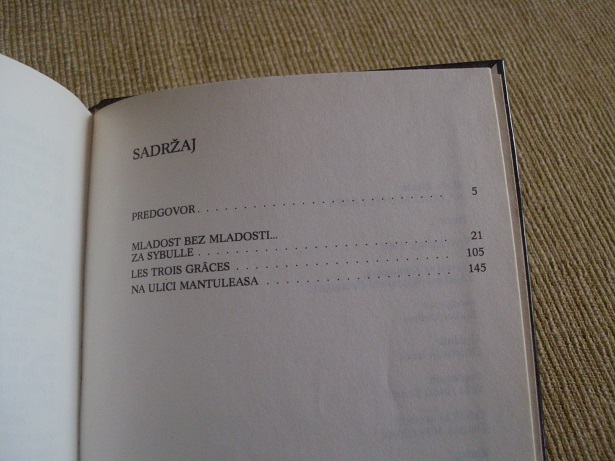 SADRŽAJ
PREDGOVOR . . . . . . . . . . . . . . . . . . . . . . . . . 5
MLADOST BEZ MLADOSTI...
ZA SYBULLE . . . . . . . . . . . . . . . . . . . . . . . . . 21
LES TROIS GRÂCES . . . . . . . . . . . . . . . . . . . . . 105
NA ULICI MANTULEASA . . . . . . . . . . . . . . . . . . 145